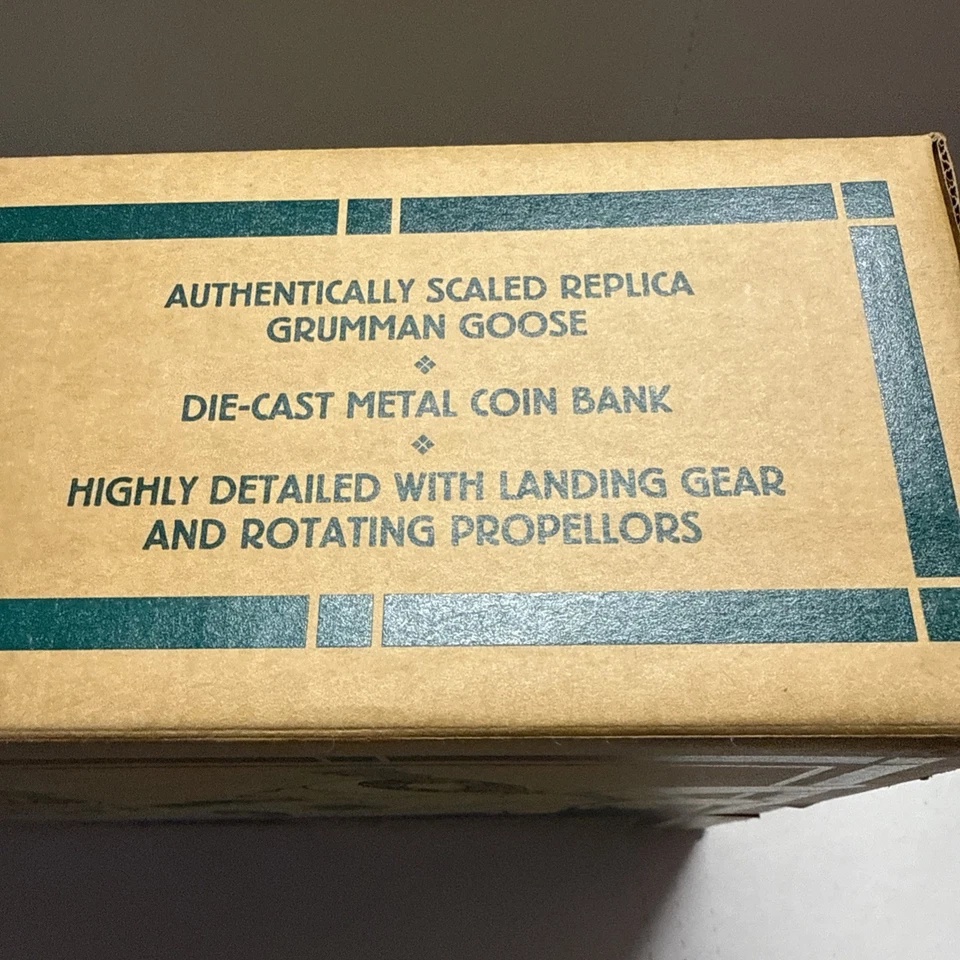 AUTHENTICALLY SCALED REPLICA
GRUMMAN GOOSE
DIE-CAST METAL COIN BANK
HIGHLY DETAILED WITH LANDING GEAR
AND ROTATING PROPELLORS